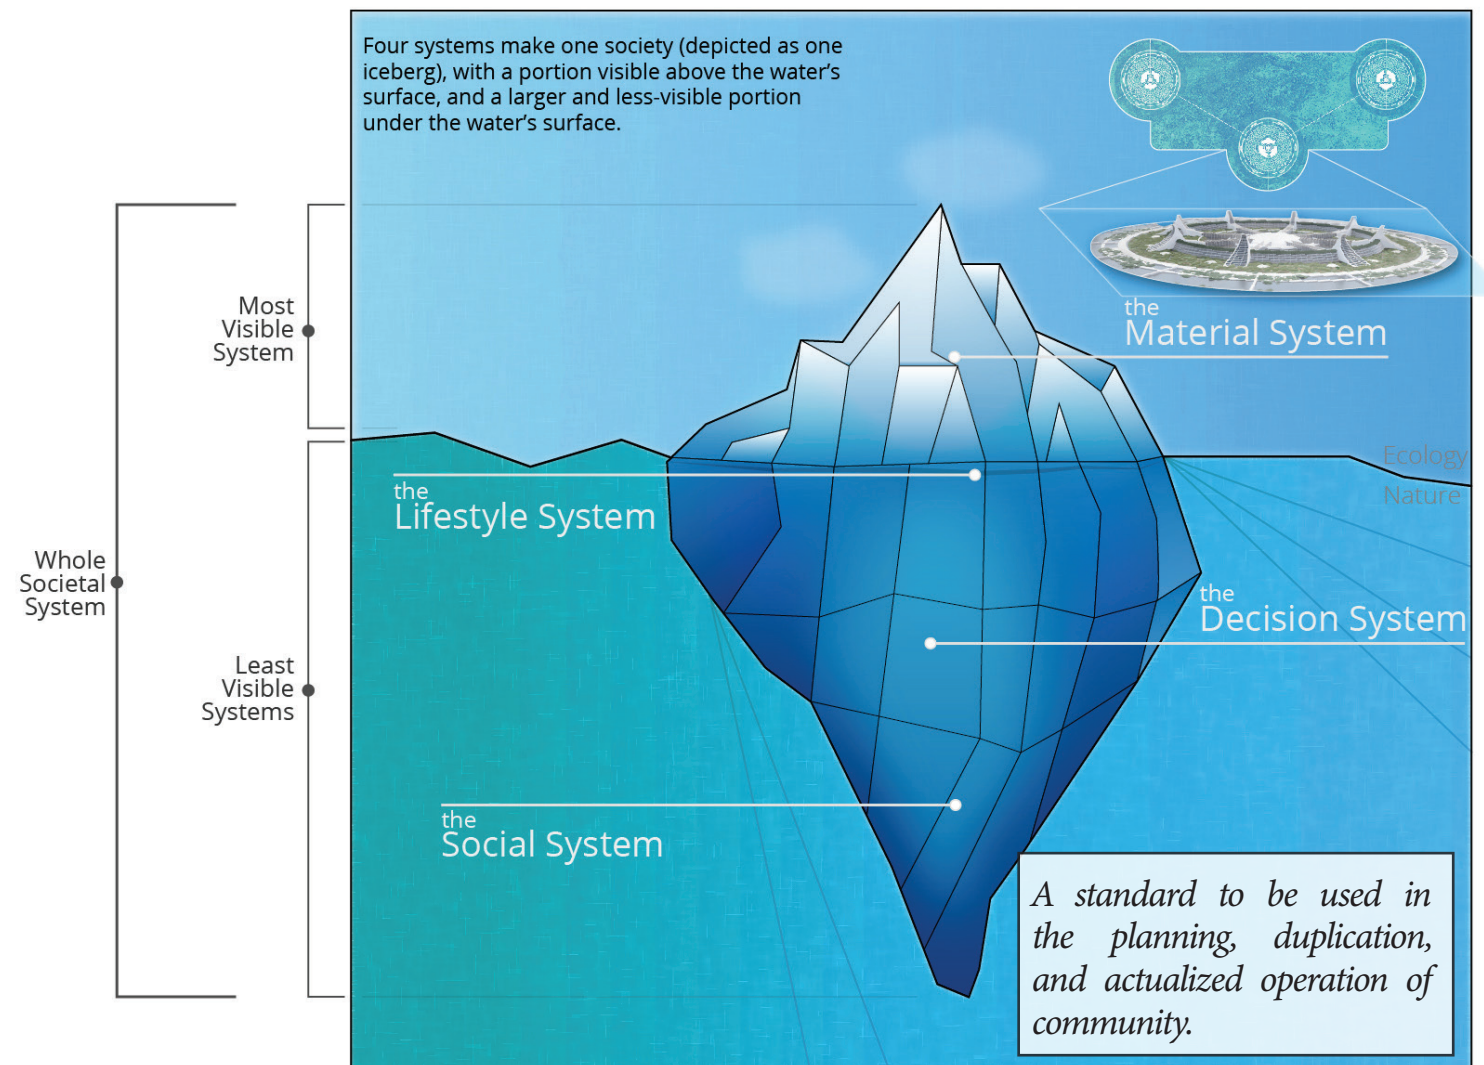 Four systems make one society (depicted as one
iceberg), with a portion visible above the water's
surface, and a larger and less-visible portion
under the water's surface.
Most
Visible
System
the
Material System
Ecology
Nature
the
Lifestyle System
Whole
Societal
System
the
Decision System
Least
Visible
Systems
the
Social System
A standard to be used in
the planning, duplication,
and actualized operation of
community.